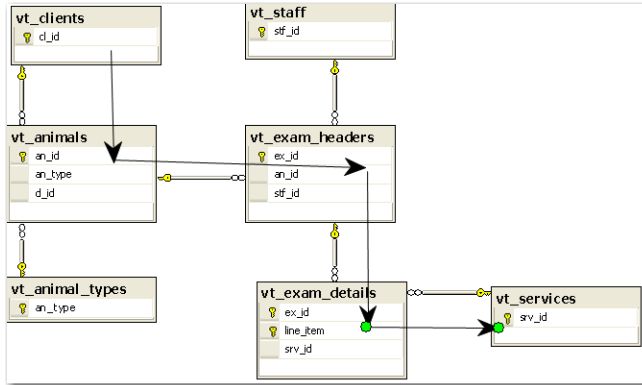 vt_clients
cl_id
vt_staff
stf_id
vt_animals
an_id
an_type
d_id
vt_exam_headers
ex_id
an_id
stf_id
vt_animal_types
an_type
vt_exam_details
ex_id
line_item
srv_id
vt_services
srv_id